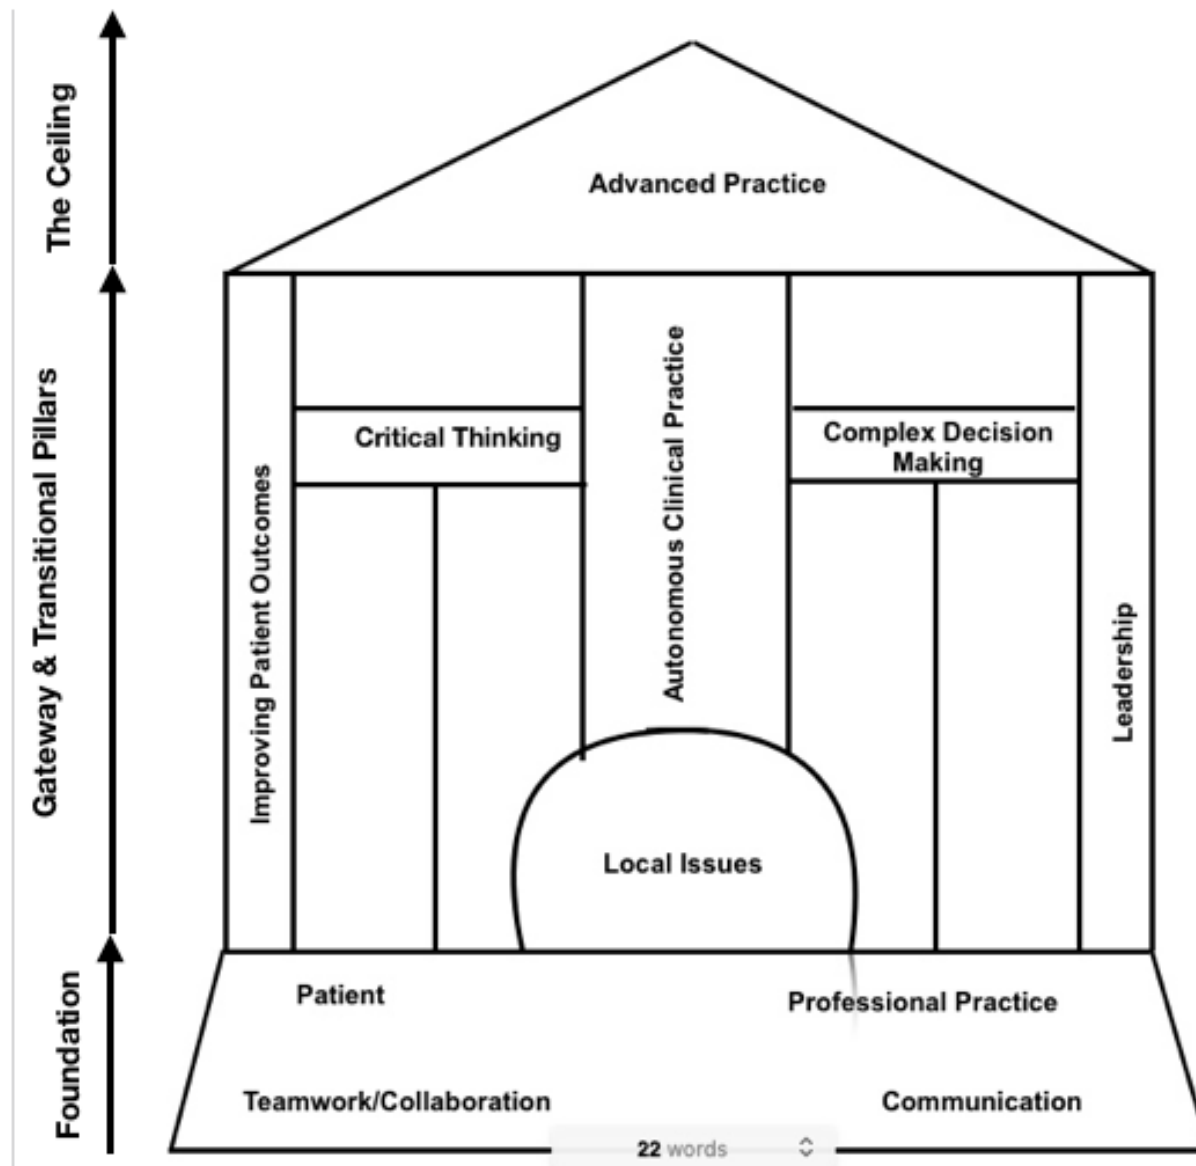 The Ceiling
Advanced Practice
Gateway & Transitional Pillars
Improving Patient Outcomes
Critical Thinking
Autonomous Clinical Practice
Complex Decision
Making
Leadership
Local Issues
Foundation
Patient
Professional Practice
Teamwork/Collaboration
Communication
22 words